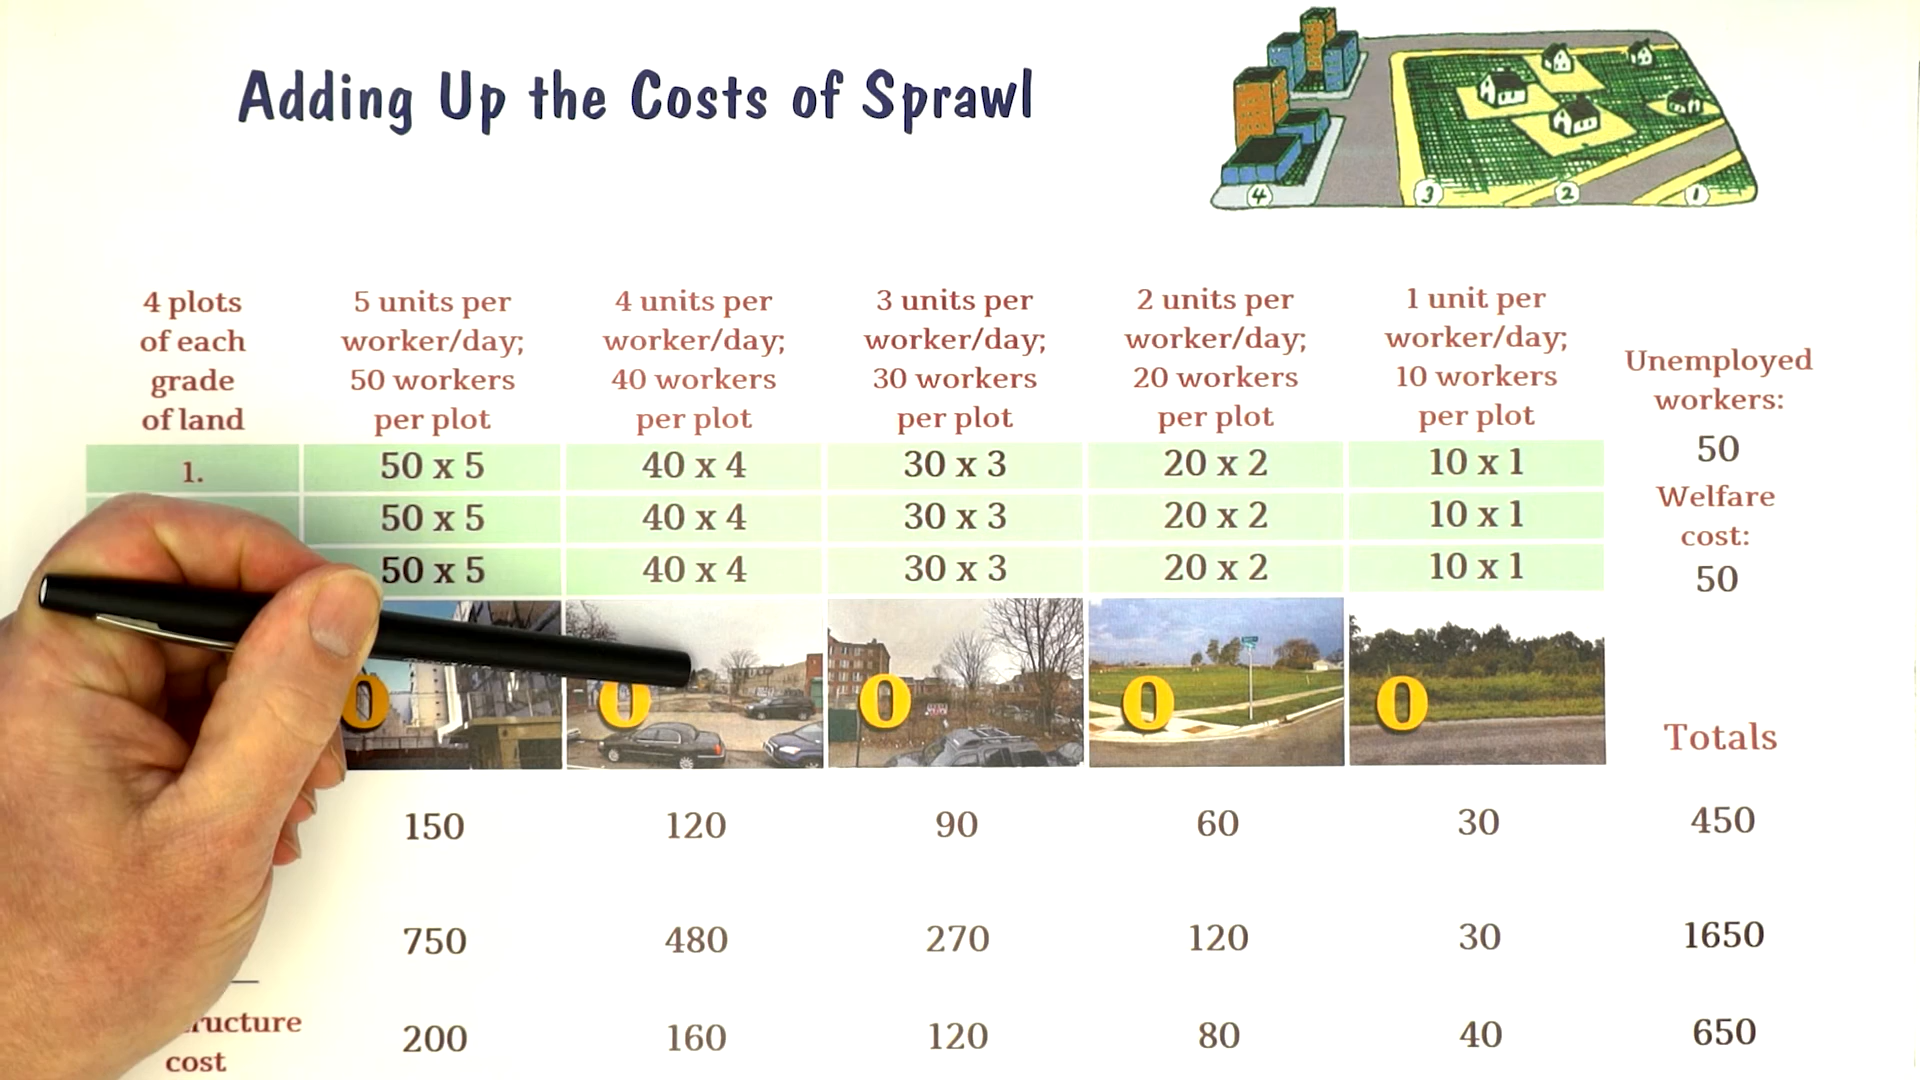 Adding Up the Costs of Sprawl
4 3 2 1
4 plots
of each
grade
of land
5 units per
worker/day;
50 workers
per plot
4 units per
worker/day;
40 workers
per plot
3 units per
worker/day;
30 workers
per plot
2 units per
worker/day;
20 workers
per plot
1 unit per
worker/day;
10 workers
per plot
Unemployed
workers:
50
Welfare
cost:
50
1. 50 x 5 40 x 4 30 x 3 20 x 2 10 x 1
50 x 5 40 x 4 30 x 3 20 x 2 10 x 1
50 x 5 40 x 4 30 x 3 20 x 2 10 x 1
0 0 0 0 0
Totals
150 120 90 60 30 450
750 480 270 120 30 1650
ructure
cost
200 160 120 80 40 650